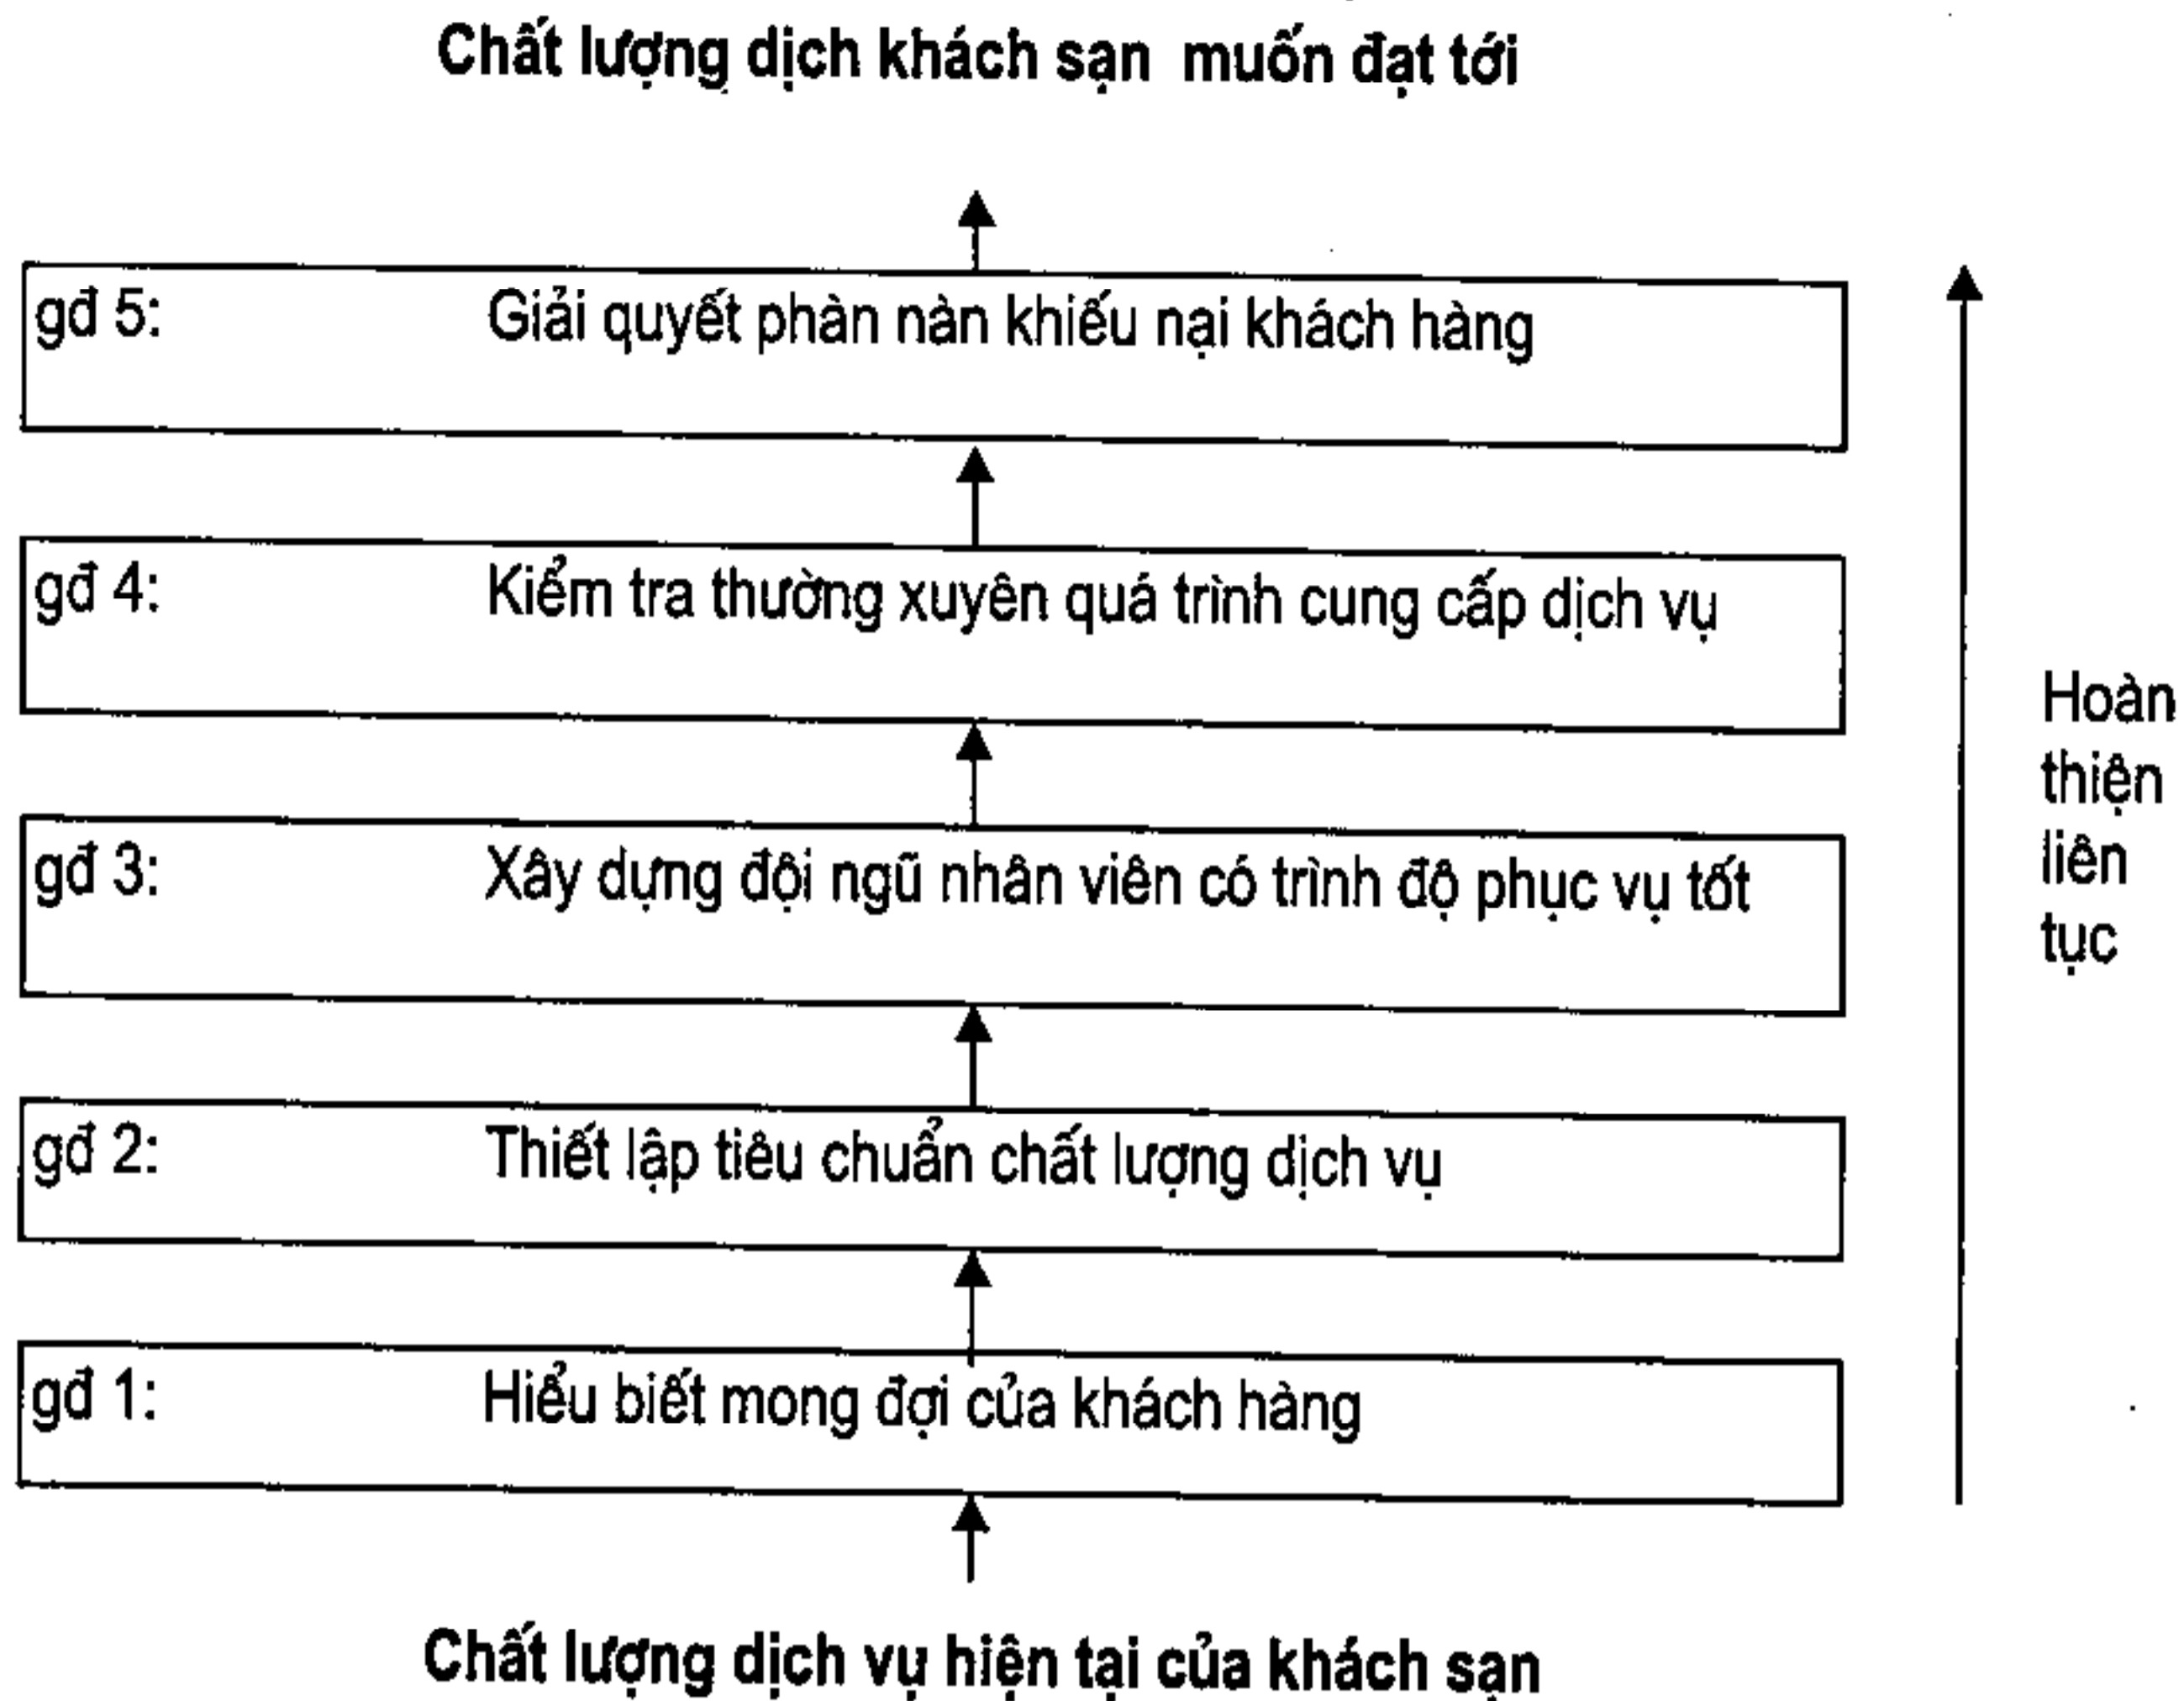 Chất lượng dịch khách sạn muốn đạt tới
gđ 5: Giải quyết phàn nàn khiếu nại khách hàng
gđ 4: Kiểm tra thường xuyên quá trình cung cấp dịch vụ
gđ 3: Xây dựng đội ngũ nhân viên có trình độ phục vụ tốt
gđ 2: Thiết lập tiêu chuẩn chất lượng dịch vụ
gđ 1: Hiểu biết mong đợi của khách hàng
Hoàn
thiện
liên
tục
Chất lượng dịch vụ hiện tại của khách sạn